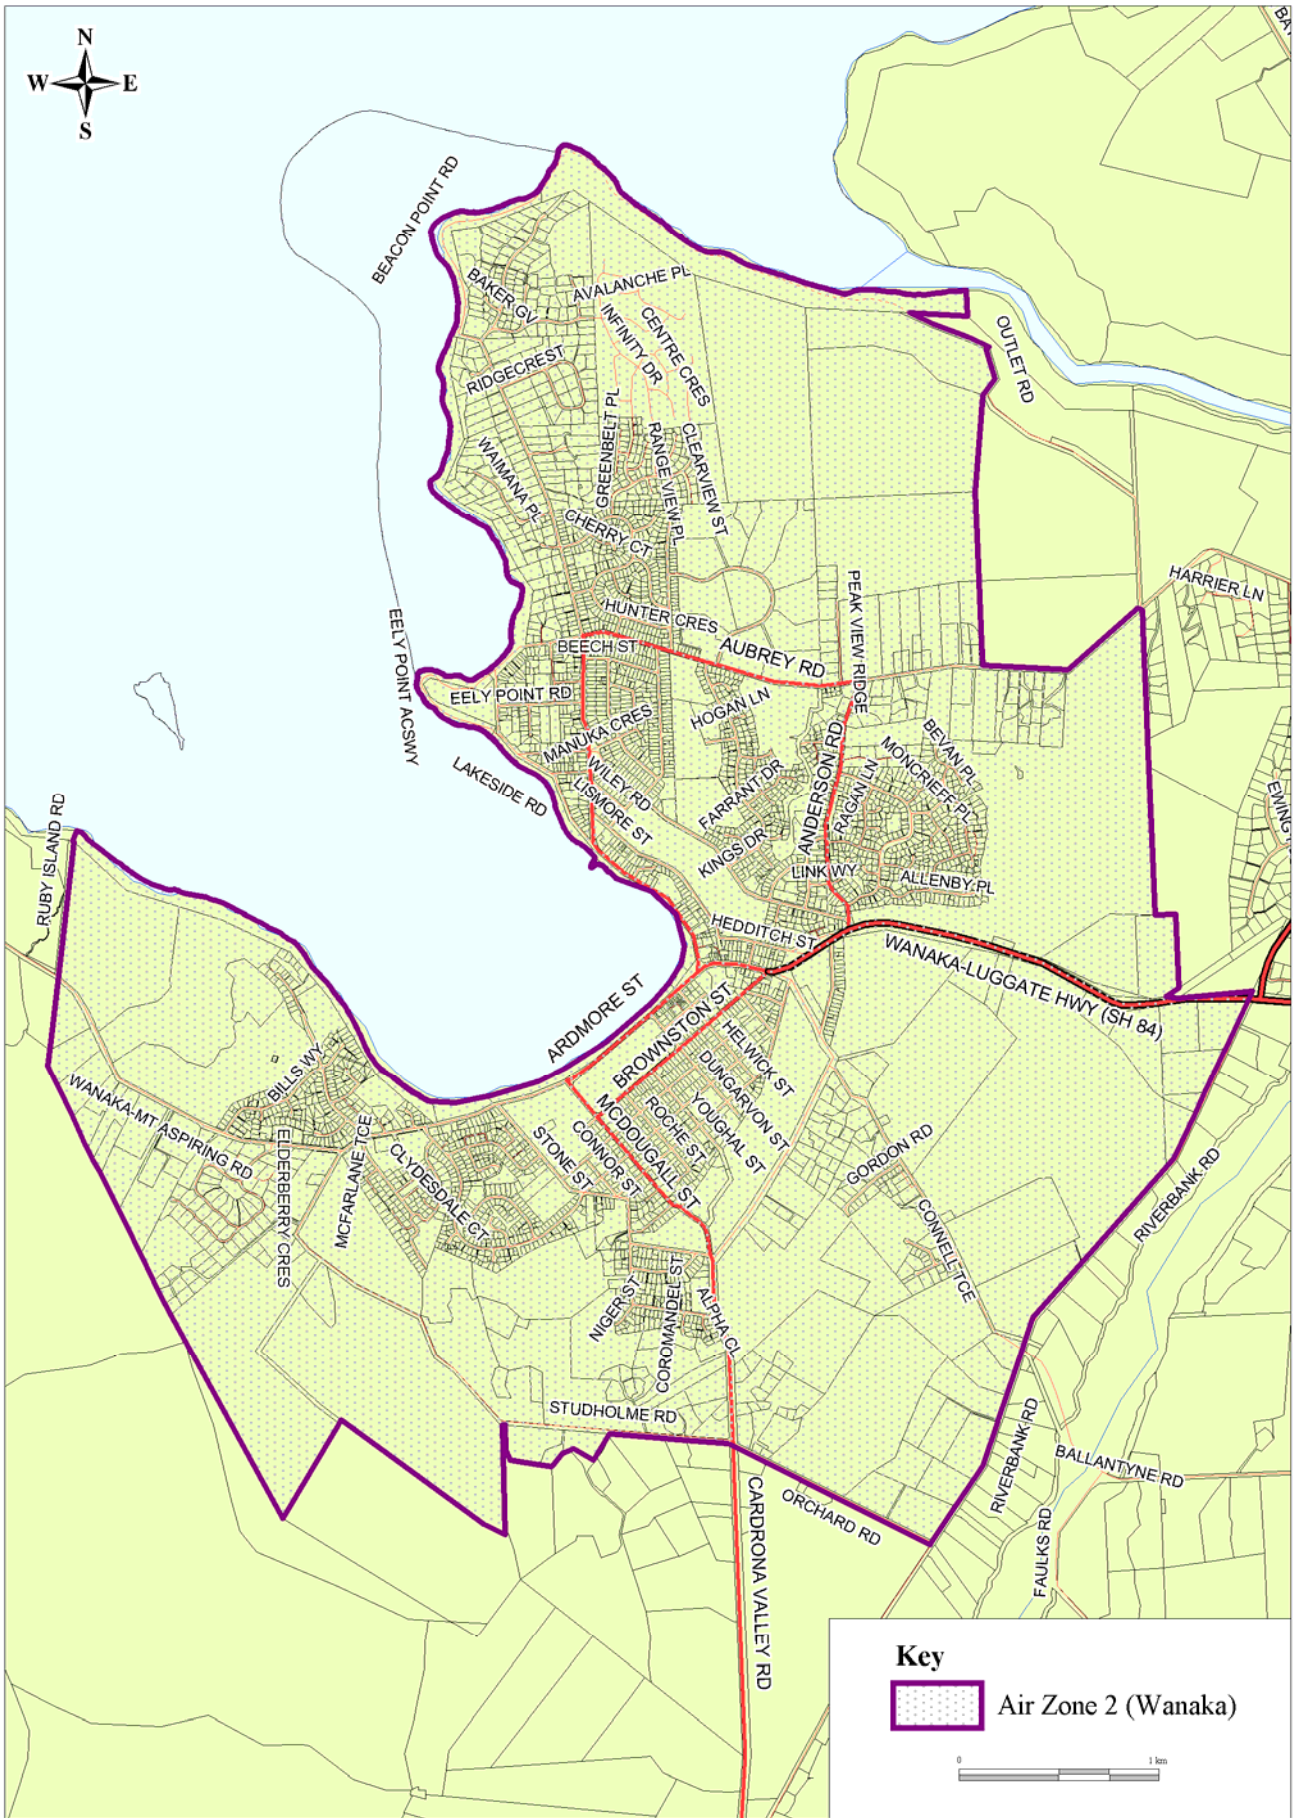 N
W E
S
BEACON POINT RD
BAKER GV
AVALANCHE PL
INFINITY DR
CENTRE CRES
RIDGECREST
OUTLET RD
GREENBELT PL
RANGE VIEW PL
CLEARVIEW ST
WAIMANA PL
CHERRY CT
HARRIER LN
PEAK VIEW RIDGE
HUNTER CRES
EELY POINT ACSWY
BEECH ST
AUBREY RD
EELY POINT RD
HOGAN LN
MANUKA CRES
BEVAN PL
MONCRIEFF PL
ANDERSON RD
RAGAN LN
LAKESIDE RD
WILEY RD
LISMORE ST
FARRANT DR
KINGS DR
RUBY ISLAND RD
LINK WY
ALLENBY PL
HEDDITCH ST
WANAKA-LUGGATE HWY (SH 84)
ARDMORE ST
BROWNSTON ST
HELWICK ST
DUNGARVON ST
YOUGHAL ST
ROCHE ST
MCDOUGALL ST
CONNOR ST
STONE ST
BILLS WY
WANAKA-MT ASPIRING RD
ELDERBERRY CRES
MCFARLANE TCE
CLYDESDALE CT
GORDON RD
CONNELL TCE
RIVERBANK RD
NIGER ST
COROMANDEL ST
ALPHA CL
STUDHOLME RD
RIVERBANK RD
BALLANTYNE RD
ORCHARD RD
CARDRONA VALLEY RD
FAULKS RD
Key
Air Zone 2 (Wanaka)
0 1 km